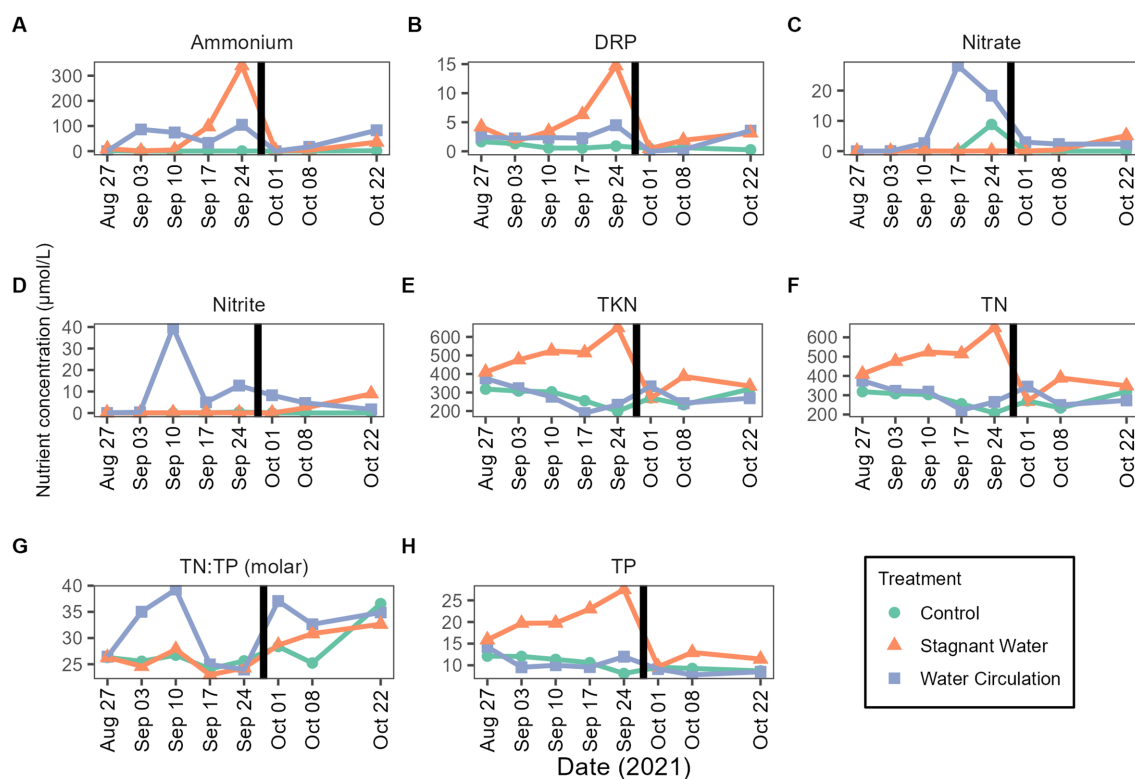 A
Ammonium
300
200
100
0
Aug 27
Sep 03
Sep 10
Sep 17
Sep 24
Oct 01
Oct 08
Oct 22
B
DRP
15
10
5
0
Aug 27
Sep 03
Sep 10
Sep 17
Sep 24
Oct 01
Oct 08
Oct 22
C
Nitrate
20
10
0
Aug 27
Sep 03
Sep 10
Sep 17
Sep 24
Oct 01
Oct 08
Oct 22
Nutrient concentration (µmol/L)
D
Nitrite
40
30
20
10
0
Aug 27
Sep 03
Sep 10
Sep 17
Sep 24
Oct 01
Oct 08
Oct 22
E
TKN
600
500
400
300
200
Aug 27
Sep 03
Sep 10
Sep 17
Sep 24
Oct 01
Oct 08
Oct 22
F
TN
600
500
400
300
200
Aug 27
Sep 03
Sep 10
Sep 17
Sep 24
Oct 01
Oct 08
Oct 22
G
TN:TP (molar)
40
35
30
25
Aug 27
Sep 03
Sep 10
Sep 17
Sep 24
Oct 01
Oct 08
Oct 22
H
TP
25
20
15
10
Aug 27
Sep 03
Sep 10
Sep 17
Sep 24
Oct 01
Oct 08
Oct 22
Date (2021)
Treatment
Control
Stagnant Water
Water Circulation